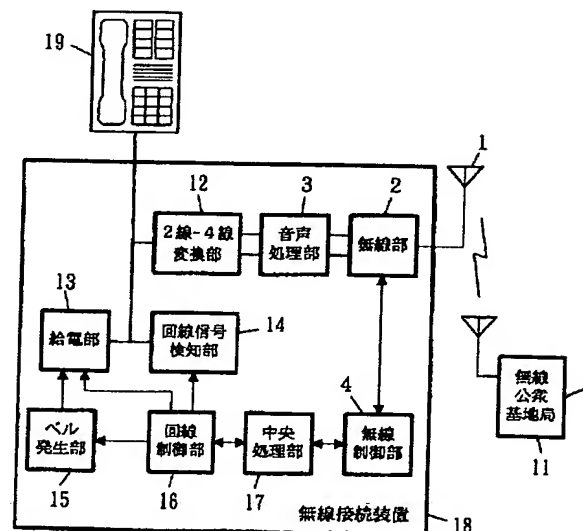 19
1
12
3
2
2線-4線
変換部
音声
処理部
無線部
13
給電部
回線信号
検知部
14
4
無線
公衆
基地局
11
ベル
発生部
回線
制御部
中央
処理部
無線
制御部
15
16
17
無線接続装置
18